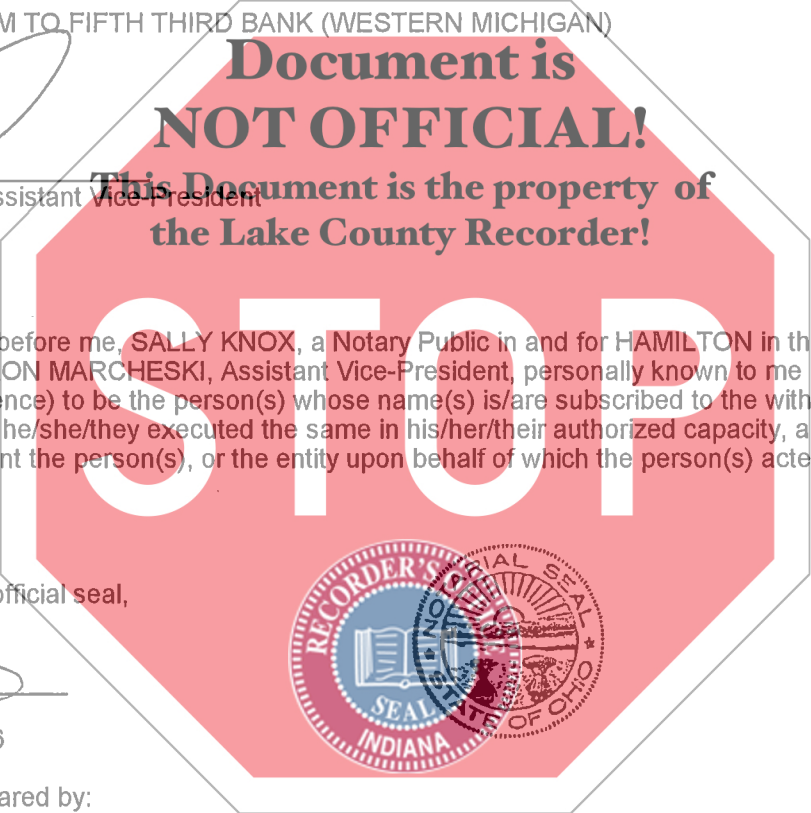 M TO FIFTH THIRD BANK (WESTERN MICHIGAN)
Document is
NOT OFFICIAL!
This Document is the property of
ssistant Vice-President
the Lake County Recorder!
STOP
before me, SALLY KNOX, a Notary Public in and for HAMILTON in th
ON MARCHESKI, Assistant Vice-President, personally known to me
ence) to be the person(s) whose name(s) is/are subscribed to the with
he/she/they executed the same in his/her/their authorized capacity, a
nt the person(s), or the entity upon behalf of which the person(s) acte
official seal,
RECORDER'S
SEAL
INDIANA
NOTARIAL SEAL
STATE OF OHIO
6
ared by: